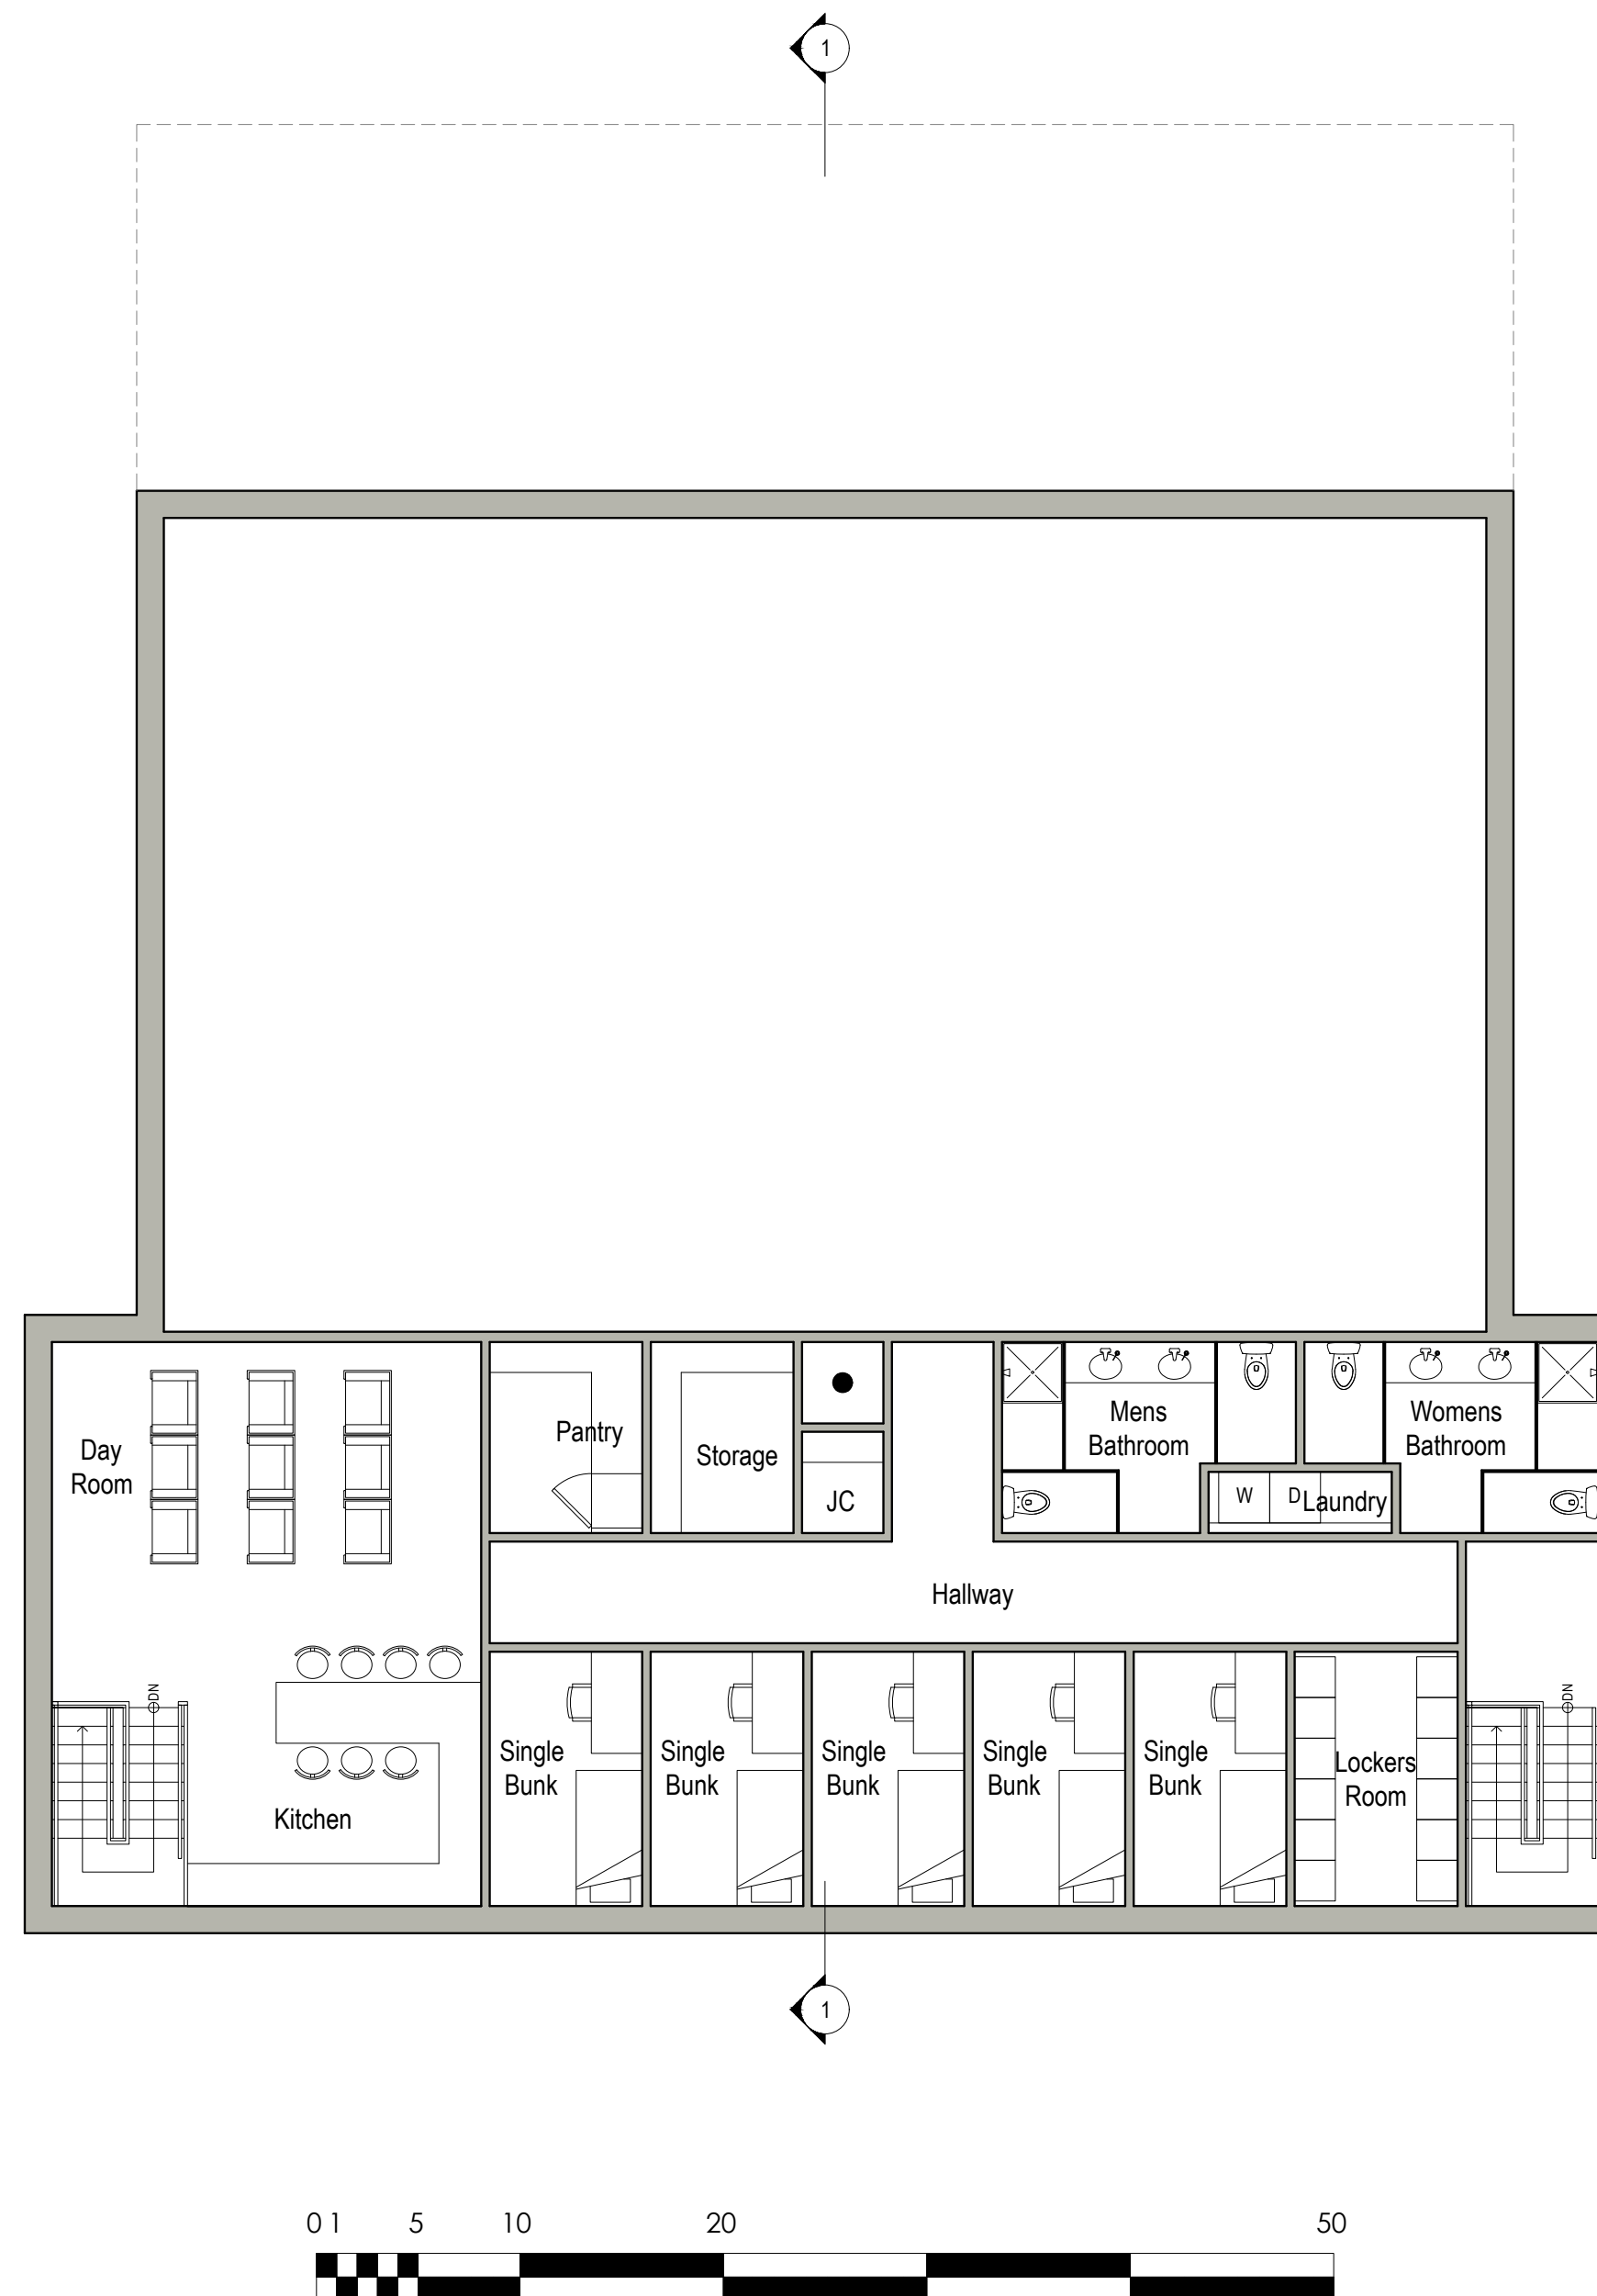 1
Pantry
Mens
Bathroom
Womens
Bathroom
Day
Room
Storage
JC
W
D
Laundry
Hallway
DN
DN
Single
Bunk
Single
Bunk
Single
Bunk
Single
Bunk
Single
Bunk
Lockers
Room
Kitchen
1
0 1 5 10 20 50